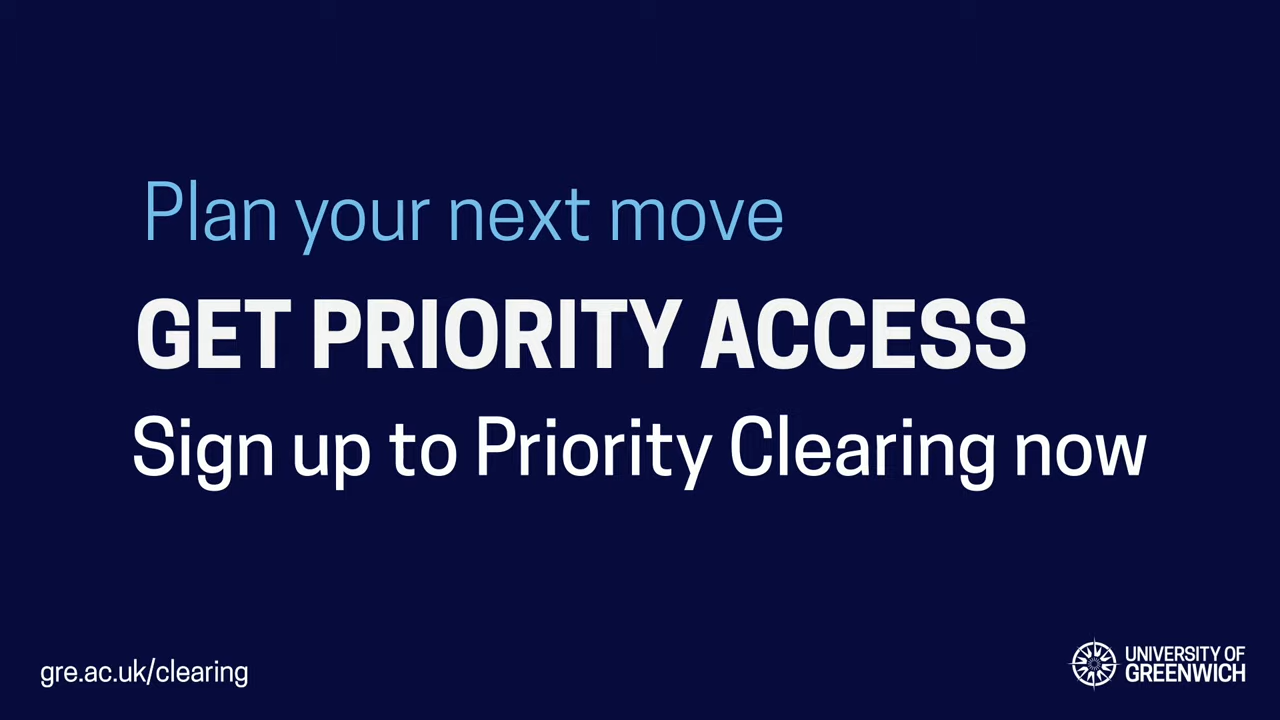 Plan your next move
GET PRIORITY ACCESS
Sign up to Priority Clearing now
gre.ac.uk/clearing
UNIVERSITY OF
GREENWICH